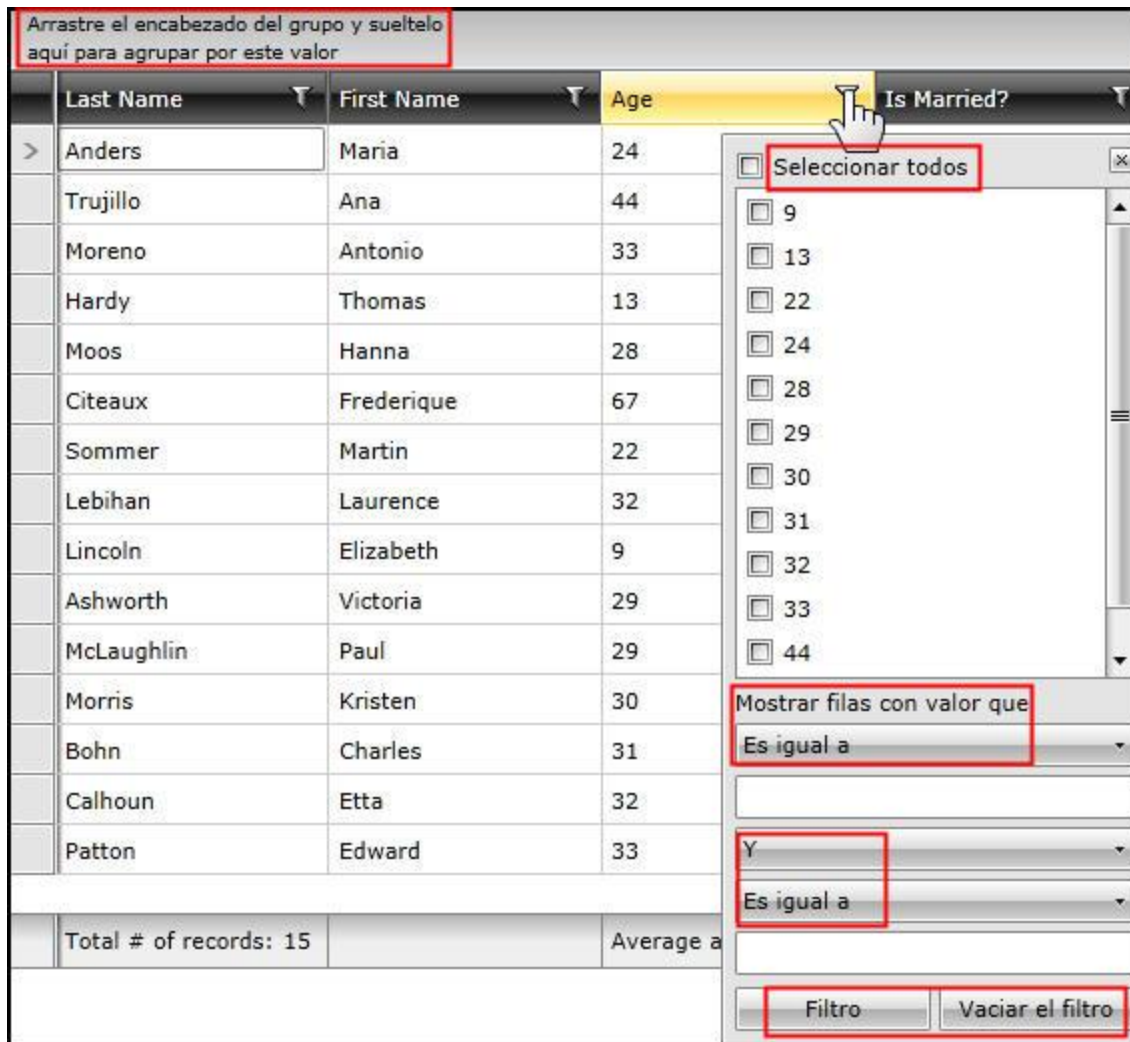 Arrastre el encabezado del grupo y sueltelo
aquí para agrupar por este valor
Last Name First Name Age Is Married?
Anders Maria 24
Trujillo Ana 44
Moreno Antonio 33
Hardy Thomas 13
Moos Hanna 28
Citeaux Frederique 67
Sommer Martin 22
Lebihan Laurence 32
Lincoln Elizabeth 9
Ashworth Victoria 29
McLaughlin Paul 29
Morris Kristen 30
Bohn Charles 31
Calhoun Etta 32
Patton Edward 33
Total # of records: 15 Average a
Seleccionar todos
9
13
22
24
28
29
30
31
32
33
44
Mostrar filas con valor que
Es igual a
Y
Es igual a
Filtro Vaciar el filtro